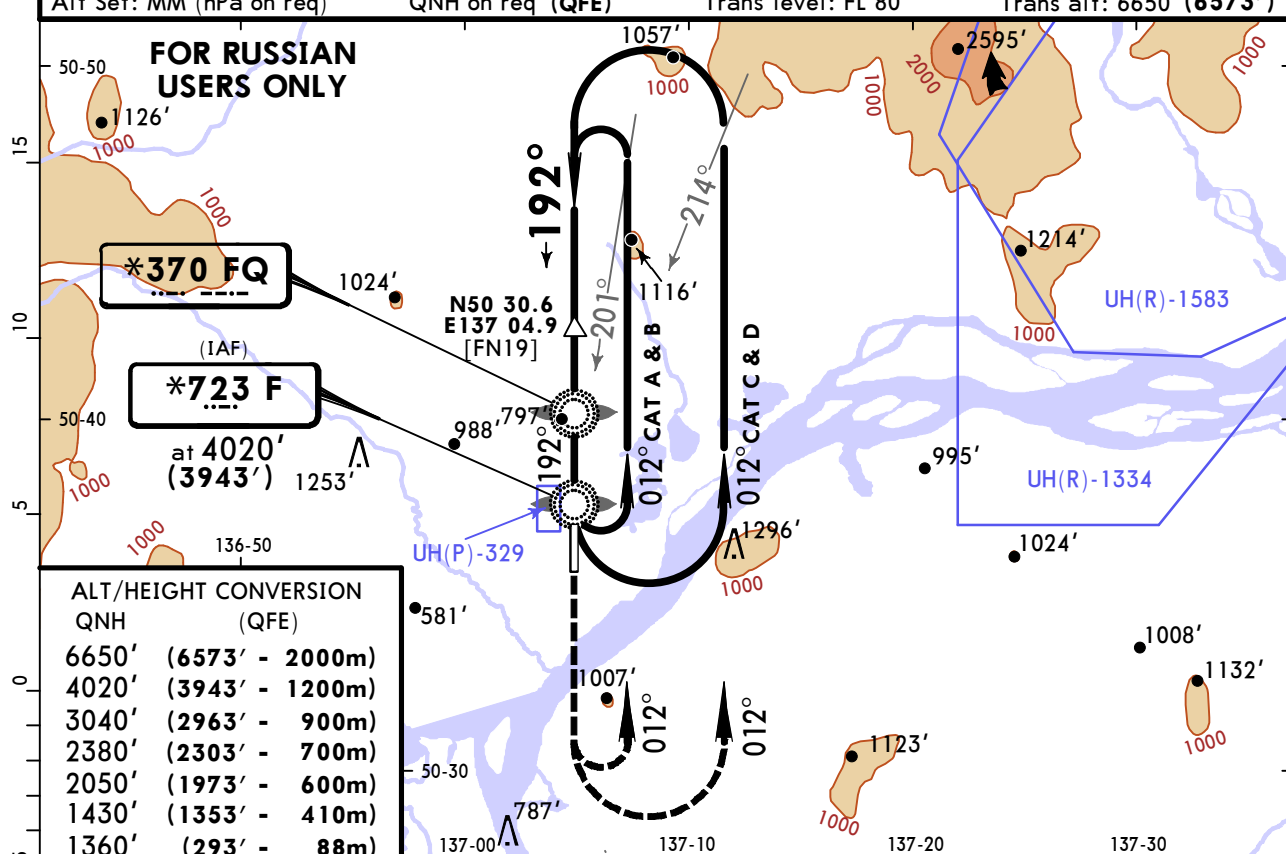 Alt Set: MM (hPa on req) QNH on req (QFE) Trans level: FL 80 Trans alt: 6650' (6573')
FOR RUSSIAN
USERS ONLY
50-50
1126'
1000
1057'
1000
1000
2000
2595'
1000
15
1000
192°
214°
1214'
1000
*370 FQ
1024'
1116'
201°
UH(R)-1583
N50 30.6
E137 04.9
[FN19]
10
(IAF)
*723 F
at 4020'
(3943')
50-40
1253'
988'
797'
192°
012° CAT A & B
012° CAT C & D
995'
UH(R)-1334
1000
5
1000
136-50
UH(P)-329
1296'
1000
1024'
ALT/HEIGHT CONVERSION
QNH (QFE)
6650' (6573' - 2000m)
4020' (3943' - 1200m)
3040' (2963' - 900m)
2380' (2303' - 700m)
2050' (1973' - 600m)
1430' (1353' - 410m)
1360' (293' - 88m)
581'
1008'
1132'
1000
0
1007'
012°
012°
1123'
1000
50-30
787'
137-00
137-10
137-20
137-30